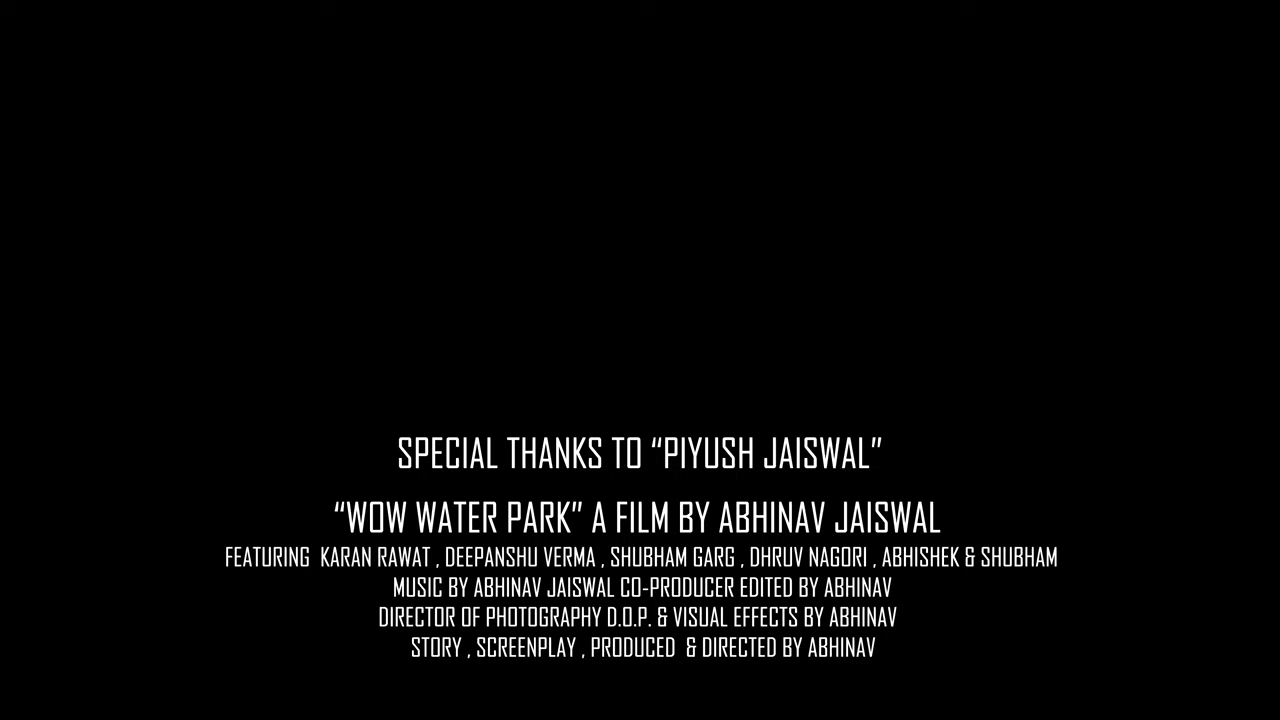 SPECIAL THANKS TO “PIYUSH JAISWAL”
“WOW WATER PARK” A FILM BY ABHINAV JAISWAL
FEATURING  KARAN RAWAT , DEEPANSHU VERMA , SHUBHAM GARG , DHRUV NAGORI , ABHISHEK & SHUBHAM
MUSIC BY ABHINAV JAISWAL CO-PRODUCER EDITED BY ABHINAV
DIRECTOR OF PHOTOGRAPHY D.O.P. & VISUAL EFFECTS BY ABHINAV
STORY , SCREENPLAY , PRODUCED  & DIRECTED BY ABHINAV